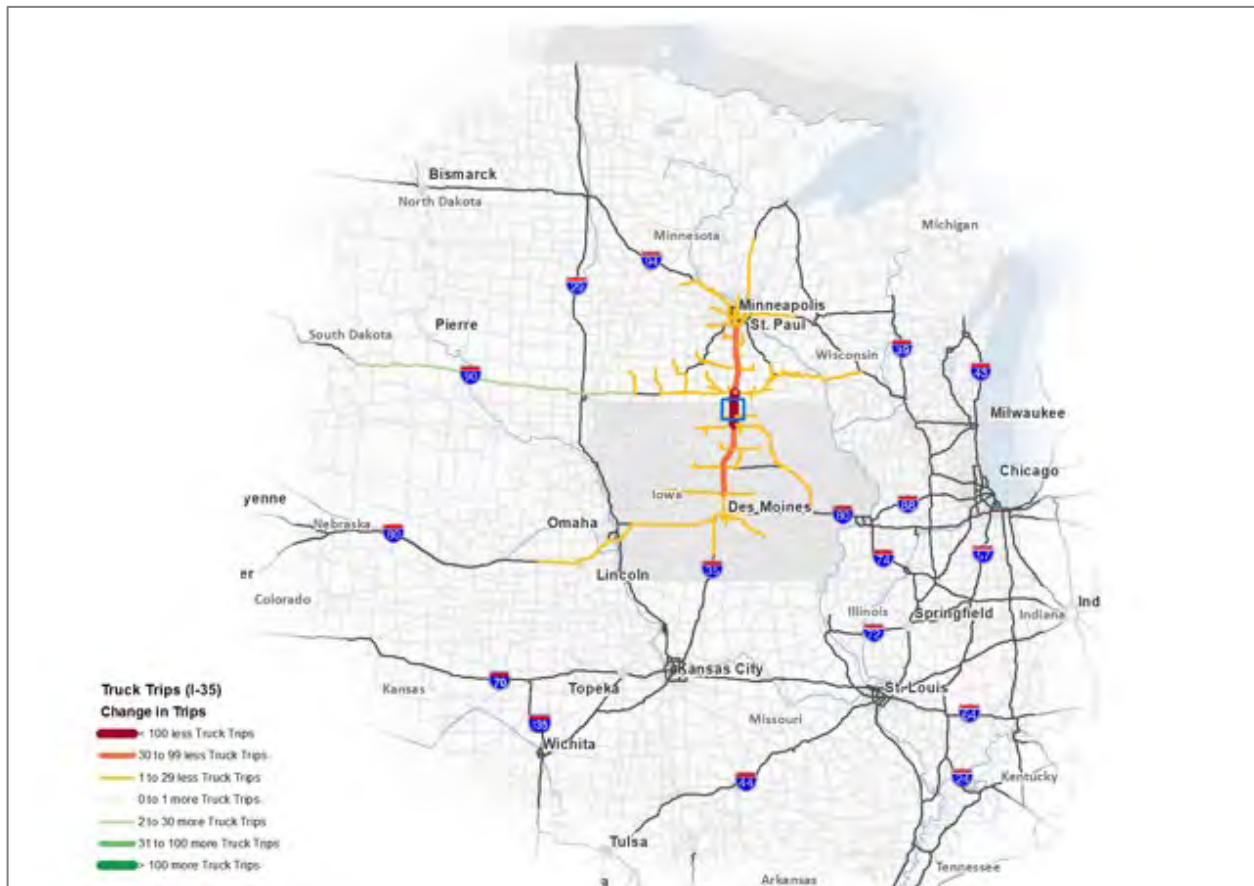 Bismarck
North Dakota
Minnesota
Michigan
94
29
Minneapolis
St. Paul
South Dakota
Pierre
Wisconsin
39
90
43
Milwaukee
Chicago
Iowa
Des Moines
yenne
Nebraska
Omaha
80
88
80
Lincoln
35
74
57
er
Colorado
Illinois
Springfield
Indiana
Ind
72
Kansas City
Kansas
70
Topeka
St. Louis
Missouri
64
135
Wichita
44
24
Kentucky
Tulsa
Tennessee
Arkansas
Truck Trips (I-35)
Change in Trips
< 100 less Truck Trips
30 to 99 less Truck Trips
1 to 29 less Truck Trips
0 to 1 more Truck Trips
2 to 30 more Truck Trips
31 to 100 more Truck Trips
> 100 more Truck Trips